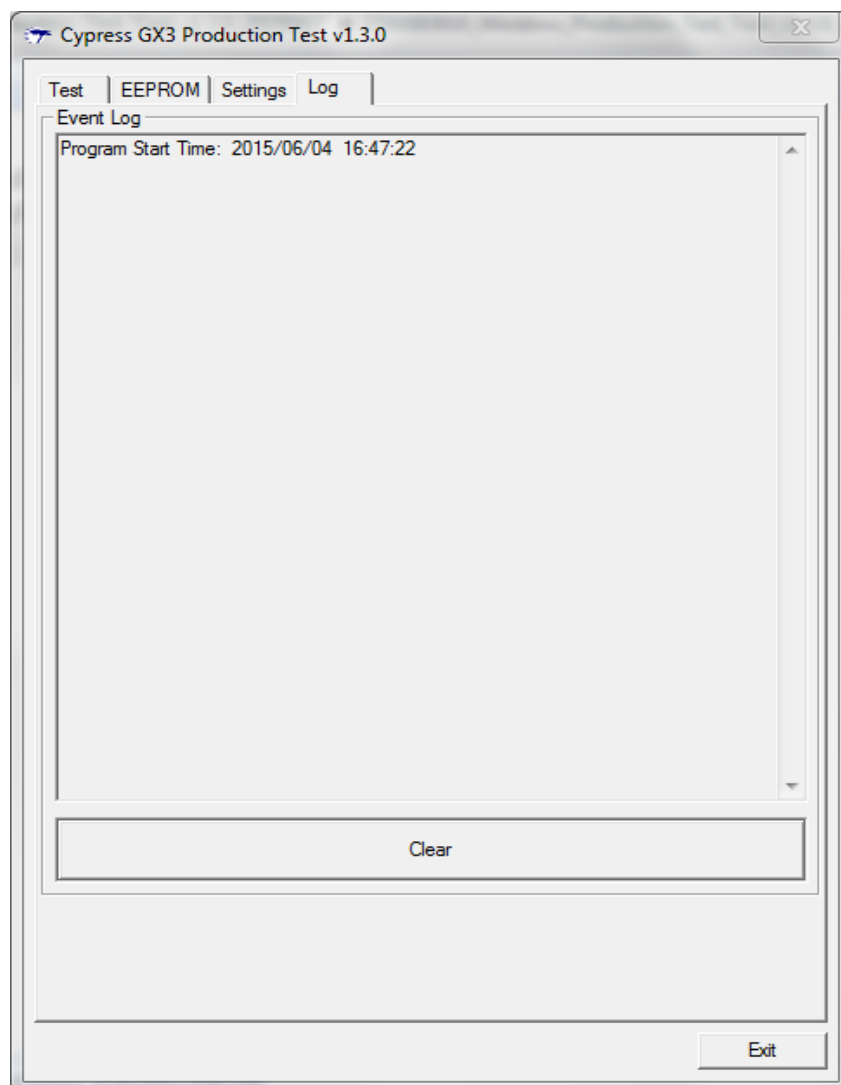 Cypress GX3 Production Test v1.3.0
Test EEPROM Settings Log
Event Log
Program Start Time: 2015/06/04 16:47:22
Clear
Exit